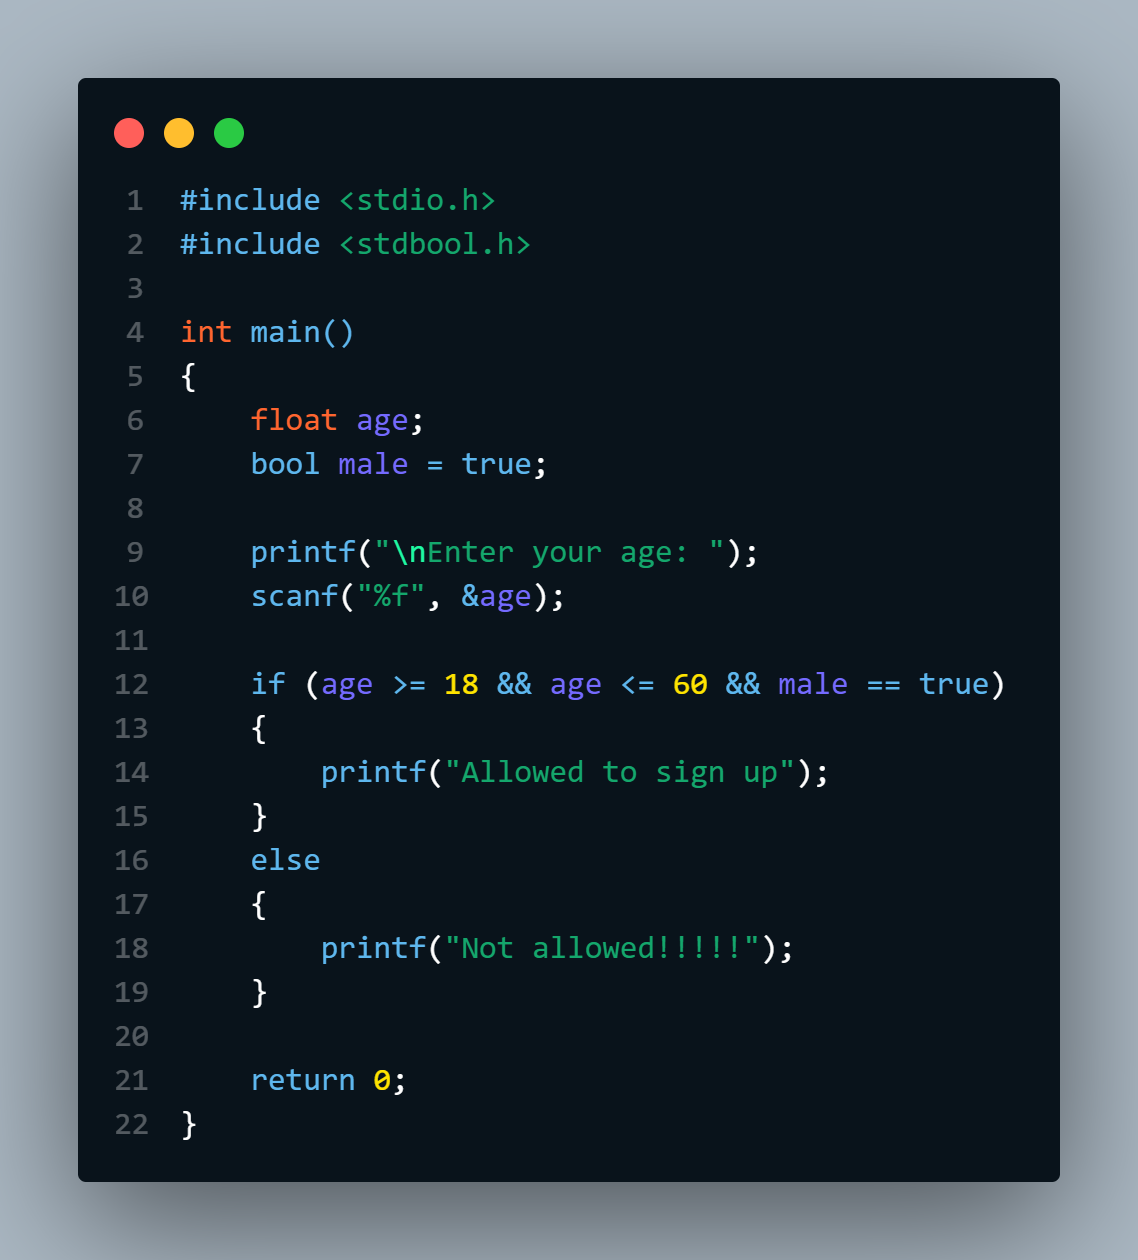 1 #include <stdio.h>
2 #include <stdbool.h>
3
4 int main()
5 {
6     float age;
7     bool male = true;
8
9     printf("\nEnter your age: ");
10     scanf("%f", &age);
11
12     if (age >= 18 && age <= 60 && male == true)
13     {
14         printf("Allowed to sign up");
15     }
16     else
17     {
18         printf("Not allowed!!!!!");
19     }
20
21     return 0;
22 }